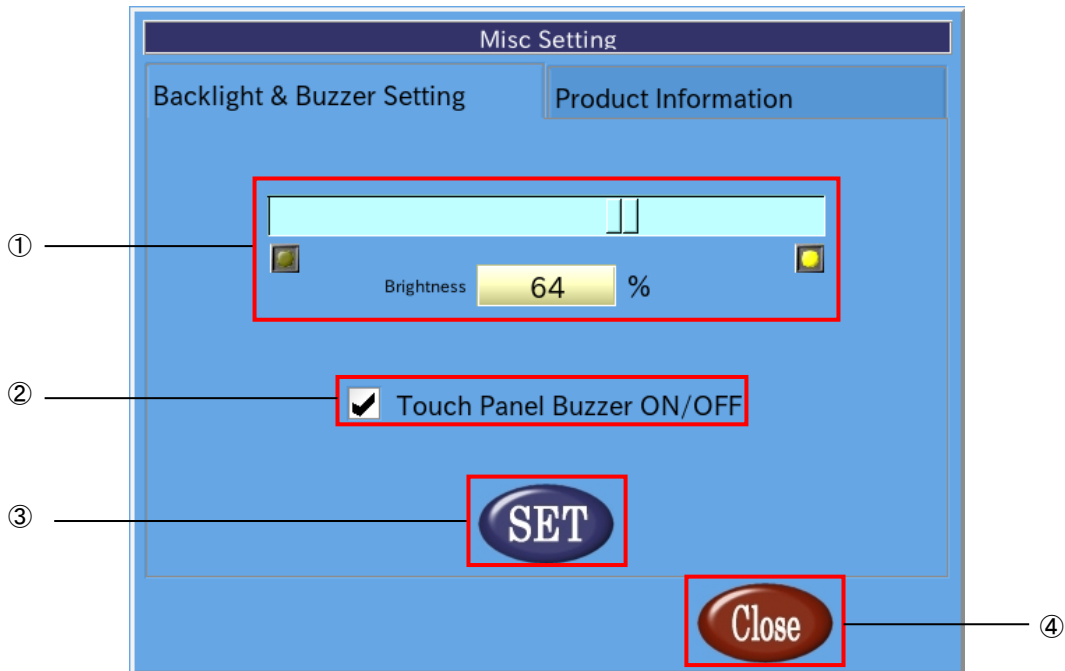 Misc Setting
Backlight & Buzzer Setting
Product Information
①
Brightness 64 %
②
Touch Panel Buzzer ON/OFF
③
SET
Close
④